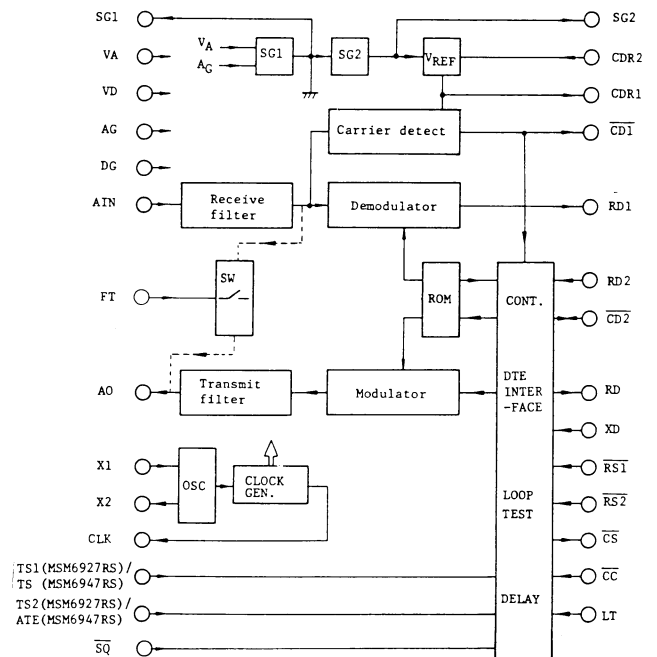 SG1
SG2
VA
VA
AG
SG1
SG2
VREF
CDR2
VD
CDR1
AG
Carrier detect
CD1
DG
AIN
Receive
filter
Demodulator
RD1
SW
FT
ROM
CONT.
RD2
CD2
AO
Transmit
filter
Modulator
DTE
INTER
-FACE
RD
XD
X1
OSC
CLOCK
GEN.
RS1
X2
LOOP
TEST
RS2
CLK
CS
TS1(MSM6927RS)/
TS (MSM6947RS)
CC
TS2(MSM6927RS)/
ATE(MSM6947RS)
DELAY
LT
SQ